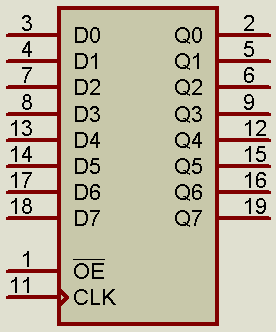 3 D0 Q0 2
4 D1 Q1 5
7 D2 Q2 6
8 D3 Q3 9
13 D4 Q4 12
14 D5 Q5 15
17 D6 Q6 16
18 D7 Q7 19
1 OE
11 CLK